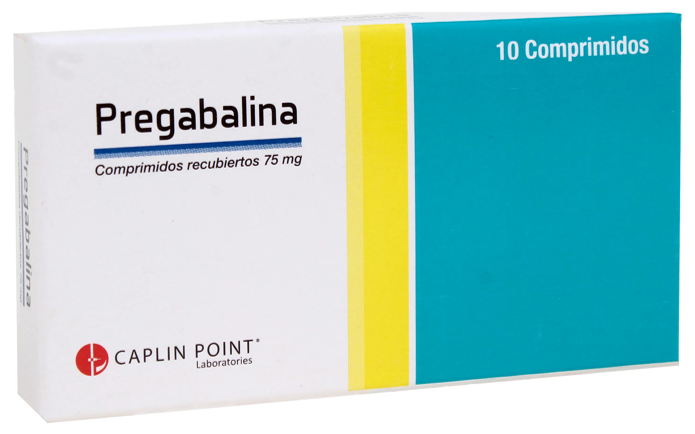 10 Comprimidos
Pregabalina
Comprimidos recubiertos 75 mg
CAPLIN POINT®
Laboratories
Pregabalina